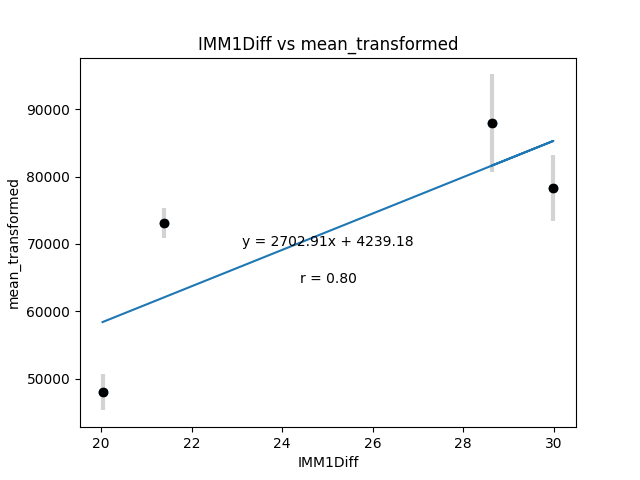 IMM1Diff vs mean_transformed
mean_transformed
90000
80000
70000
60000
50000
y = 2702.91x + 4239.18
r = 0.80
20
22
24
26
28
30
IMM1Diff